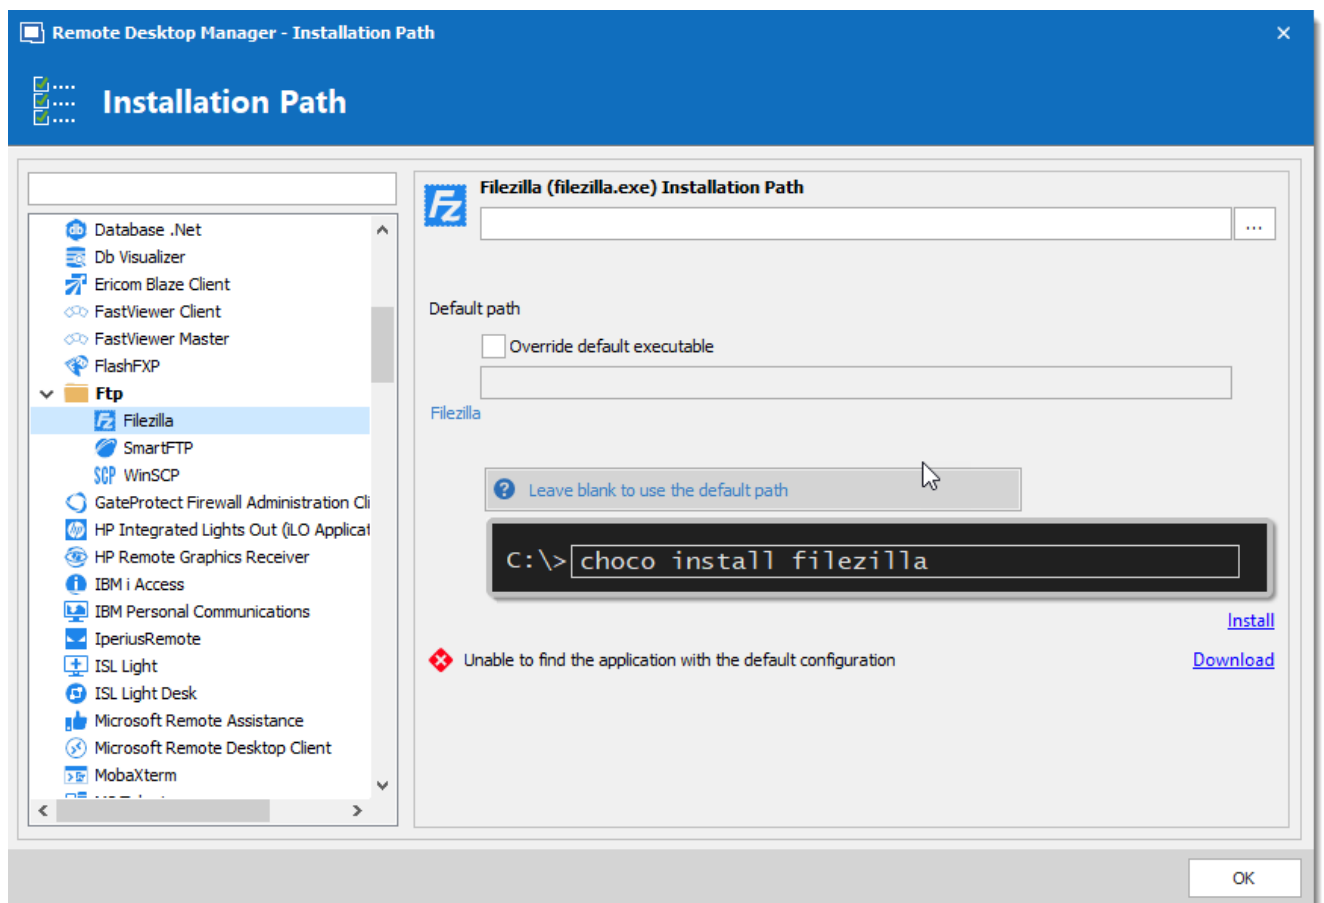 Remote Desktop Manager - Installation Path
Installation Path
Database .Net
Db Visualizer
Ericom Blaze Client
FastViewer Client
FastViewer Master
FlashFXP
Ftp
Filezilla
SmartFTP
SCP WinSCP
GateProtect Firewall Administration Cli
HP Integrated Lights Out (iLO Applicat
HP Remote Graphics Receiver
IBM i Access
IBM Personal Communications
IperiusRemote
ISL Light
ISL Light Desk
Microsoft Remote Assistance
Microsoft Remote Desktop Client
MobaXterm
Fz
Filezilla (filezilla.exe) Installation Path
...
Default path
Override default executable
Filezilla
Leave blank to use the default path
C:\>choco install filezilla
Install
Unable to find the application with the default configuration
Download
OK